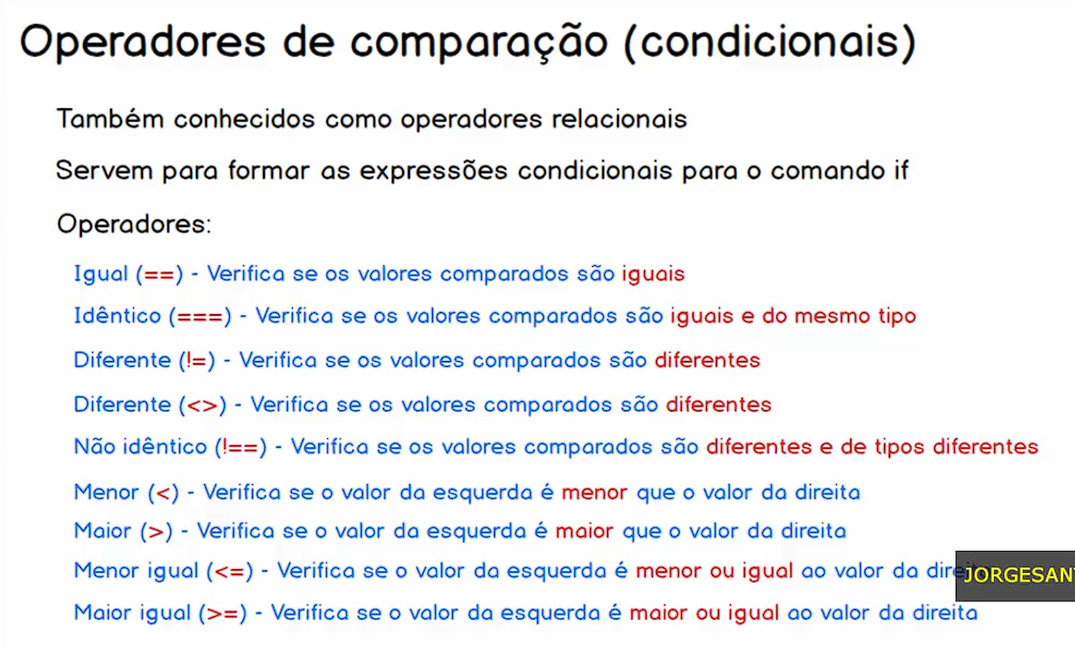 Operadores de comparação (condicionais)
Também conhecidos como operadores relacionais
Servem para formar as expressões condicionais para o comando if
Operadores:
Igual (==) - Verifica se os valores comparados são iguais
Idêntico (===) - Verifica se os valores comparados são iguais e do mesmo tipo
Diferente (!=) - Verifica se os valores comparados são diferentes
Diferente (<>) - Verifica se os valores comparados são diferentes
Não idêntico (!==) - Verifica se os valores comparados são diferentes e de tipos diferentes
Menor (<) - Verifica se o valor da esquerda é menor que o valor da direita
Maior (>) - Verifica se o valor da esquerda é maior que o valor da direita
Menor igual (<=) - Verifica se o valor da esquerda é menor ou igual ao valor da
Maior igual (>=) - Verifica se o valor da esquerda é maior ou igual ao valor da direita